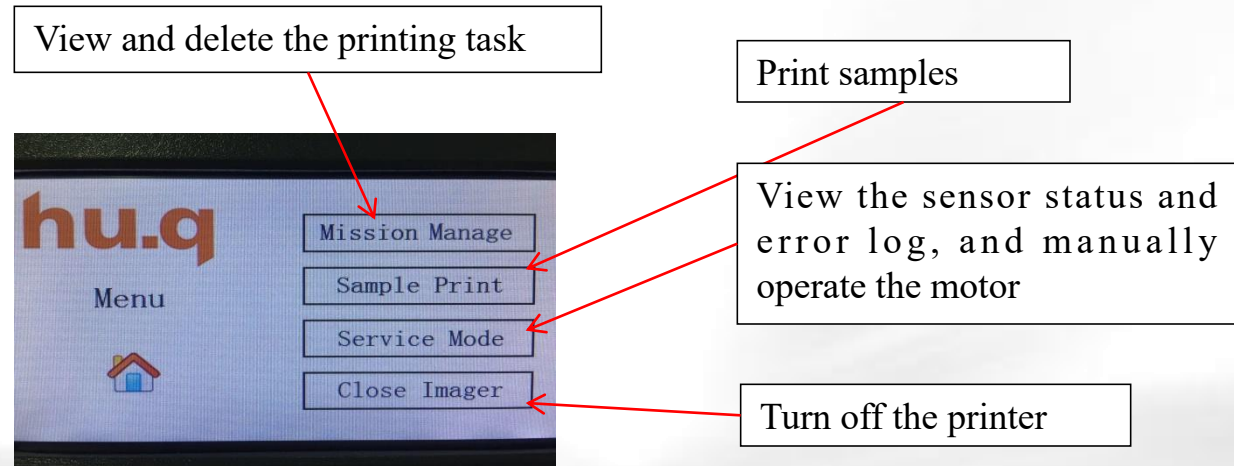 View and delete the printing task
Print samples
View the sensor status and
error log, and manually
operate the motor
Turn off the printer
hu.q
Menu
Mission Manage
Sample Print
Service Mode
Close Imager